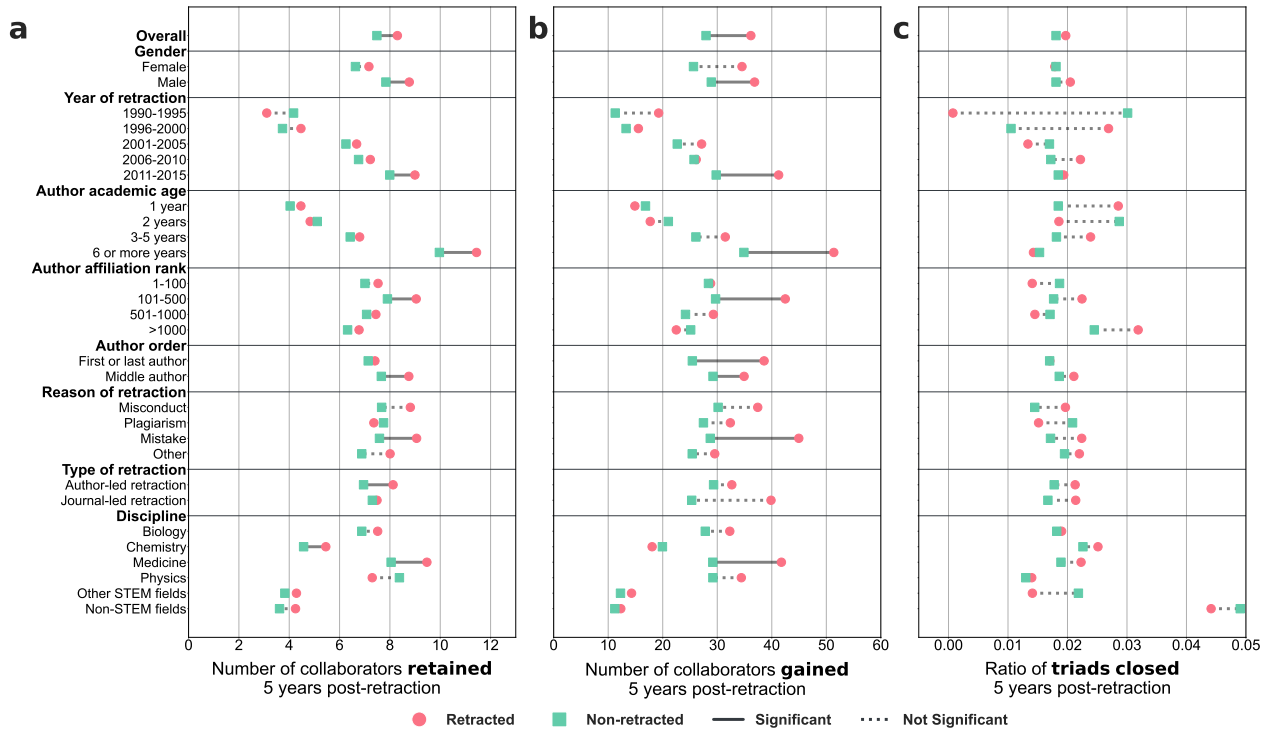 a
b
c
Overall
Gender
Female
Male
Year of retraction
1990-1995
1996-2000
2001-2005
2006-2010
2011-2015
Author academic age
1 year
2 years
3-5 years
6 or more years
Author affiliation rank
1-100
101-500
501-1000
>1000
Author order
First or last author
Middle author
Reason of retraction
Misconduct
Plagiarism
Mistake
Other
Type of retraction
Author-led retraction
Journal-led retraction
Discipline
Biology
Chemistry
Medicine
Physics
Other STEM fields
Non-STEM fields
0 2 4 6 8 10 12
Number of collaborators retained
5 years post-retraction
0 10 20 30 40 50 60
Number of collaborators gained
5 years post-retraction
0.00 0.01 0.02 0.03 0.04 0.05
Ratio of triads closed
5 years post-retraction
Retracted Non-retracted Significant Not Significant